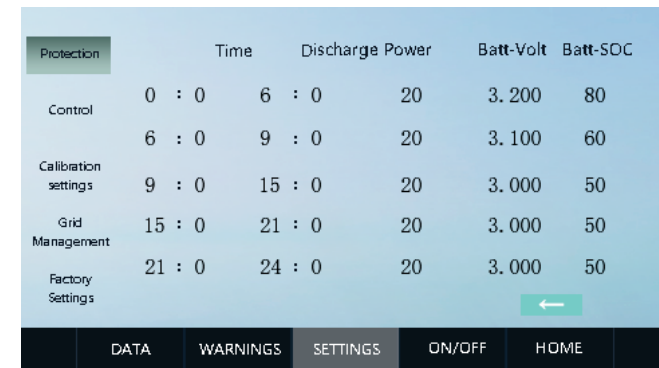 Protection
Time Discharge Power Batt-Volt Batt-SOC
0 : 0 6 : 0 20 3.200 80
Control
6 : 0 9 : 0 20 3.100 60
Calibration
settings
9 : 0 15 : 0 20 3.000 50
Grid
Management
15 : 0 21 : 0 20 3.000 50
Factory
Settings
21 : 0 24 : 0 20 3.000 50
←
DATA WARNINGS SETTINGS ON/OFF HOME